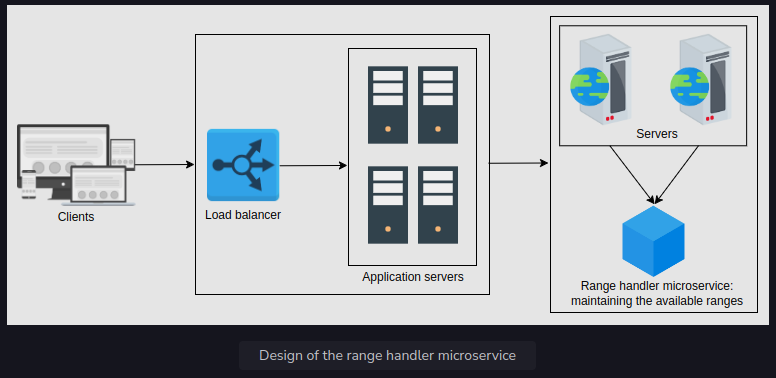 Servers
Clients
Load balancer
Application servers
Range handler microservice:
maintaining the available ranges
Design of the range handler microservice